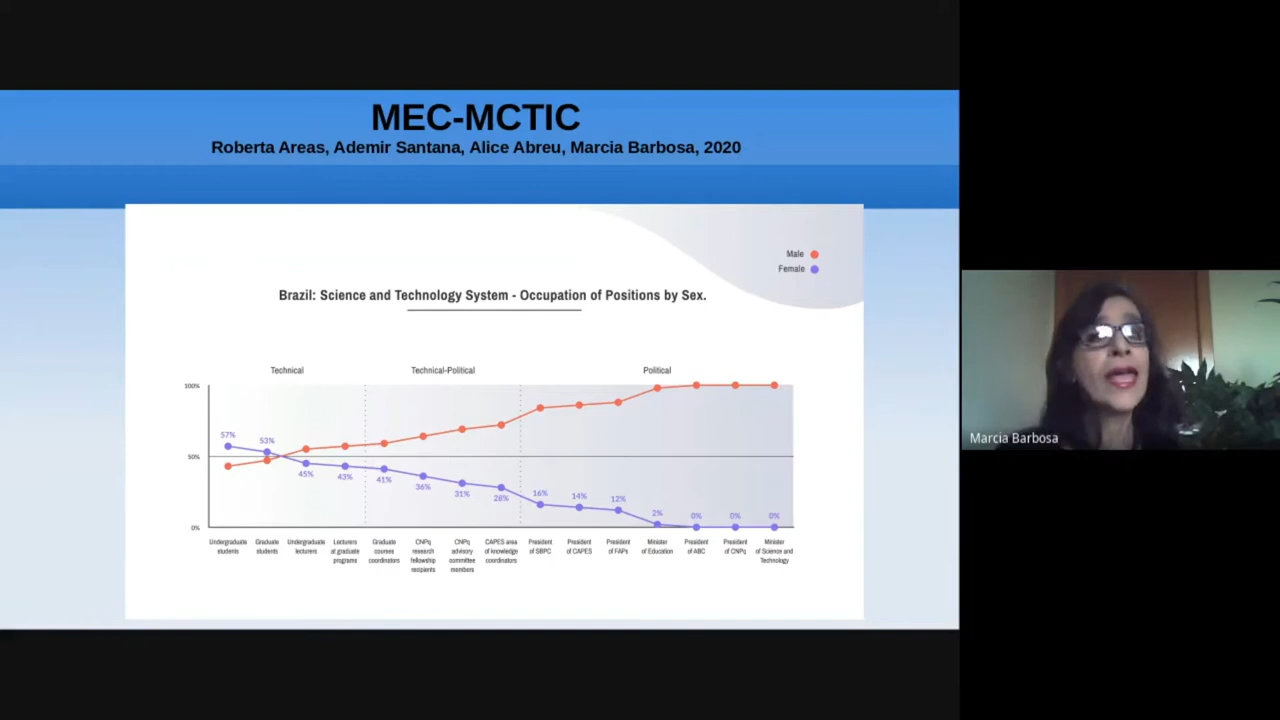 MEC-MCTIC
Roberta Areas, Ademir Santana, Alice Abreu, Marcia Barbosa, 2020
Male
Female
Brazil: Science and Technology System - Occupation of Positions by Sex.
Technical
Technical-Political
Political
100%
50%
0%
57%
53%
45%
43%
41%
36%
31%
28%
16%
14%
12%
2%
0%
0%
0%
Undergraduate
students
Graduate
students
Undergraduate
lecturers
Lecturers
at graduate
programs
Graduate
courses
coordinators
CNPq
research
fellowship
recipients
CNPq
advisory
committee
members
CAPES area
of knowledge
coordinators
President
of SBPC
President
of CAPES
President
of FAPs
Minister
of Education
President
of ABC
President
of CNPq
Minister
of Science and
Technology
Marcia Barbosa